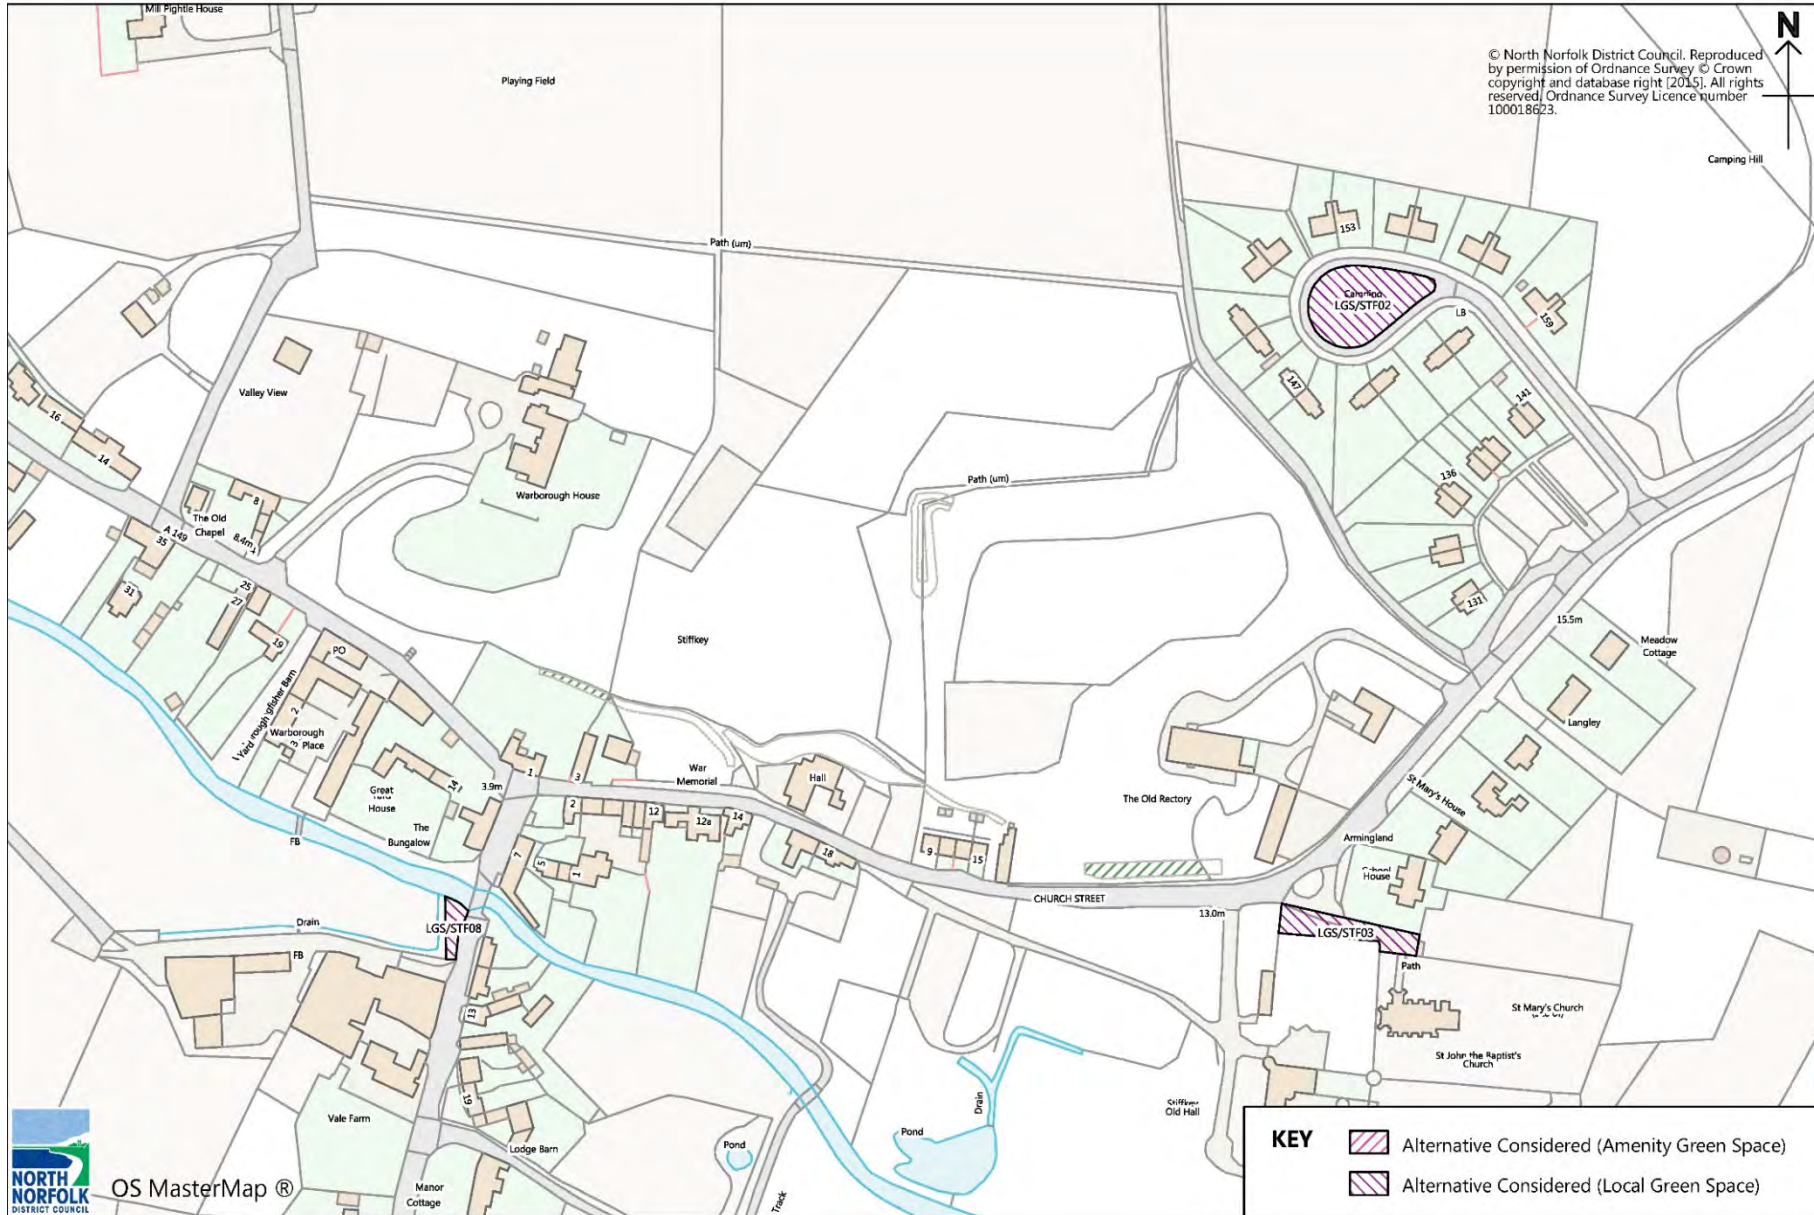 Mill Pightle House
Playing Field
N
© North Norfolk District Council. Reproduced
by permission of Ordnance Survey © Crown
copyright and database right [2015]. All rights
reserved. Ordnance Survey Licence number
100018623.
Camping Hill
Path (um)
153
LGS/STF02
LB
159
147
141
136
131
Valley View
16
14
Warborough House
Path (um)
The Old
Chapel
8
8.4m
A 149
35
31
25
27
19
PO
Stiffkey
15.5m
Meadow
Cottage
Langley
Yard
2
3
Warborough
Place
War
Memorial
Hall
1
3
3.9m
14
Great
House
The
Bungalow
2
12
12a
14
18
9
15
The Old Rectory
St Mary's House
Armingland
House
FB
7
5
1
CHURCH STREET
13.0m
LGS/STF08
LGS/STF03
Drain
FB
Path
13
St Mary's Church
St John the Baptist's
Church
19
Vale Farm
Lodge Barn
Pond
Pond
Drain
Old Hall
Manor
Cottage
Track
NORTH
NORFOLK
DISTRICT COUNCIL
OS MasterMap ®
KEY
Alternative Considered (Amenity Green Space)
Alternative Considered (Local Green Space)